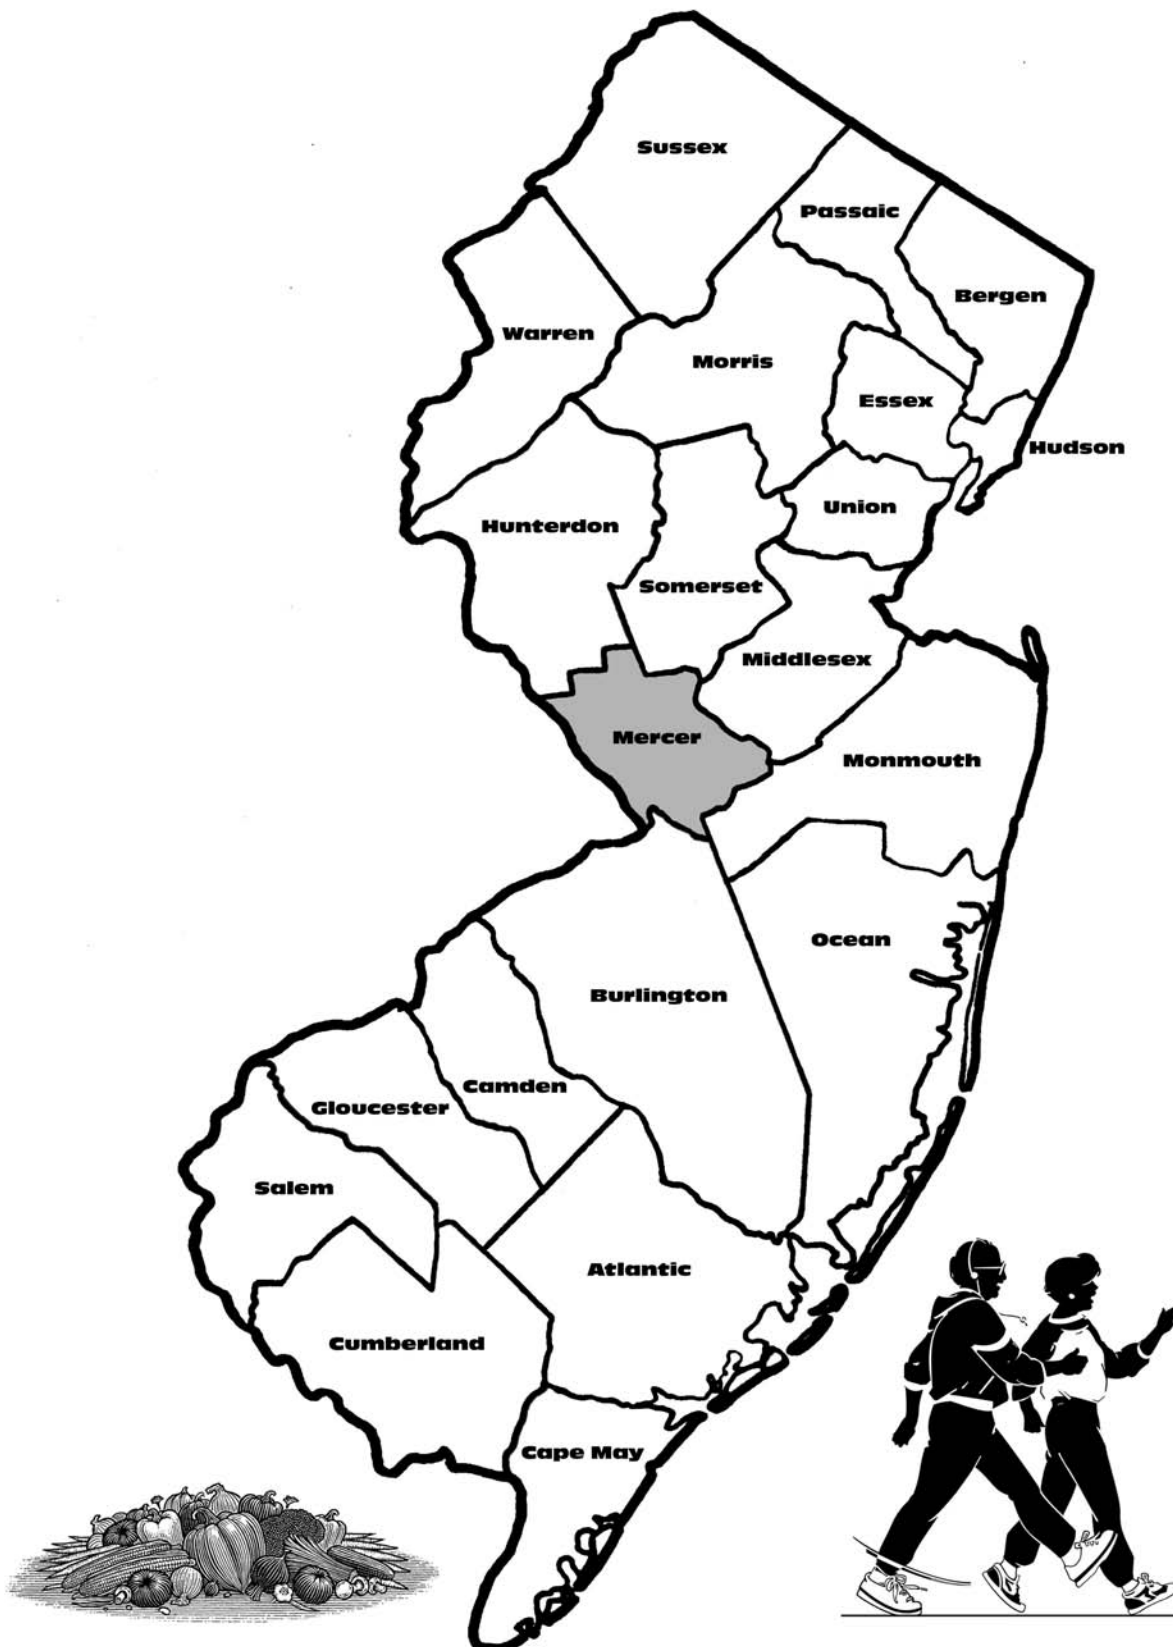 Sussex
Passaic
Bergen
Warren
Morris
Essex
Hudson
Union
Hunterdon
Somerset
Middlesex
Mercer
Monmouth
Ocean
Burlington
Camden
Gloucester
Salem
Atlantic
Cumberland
Cape May